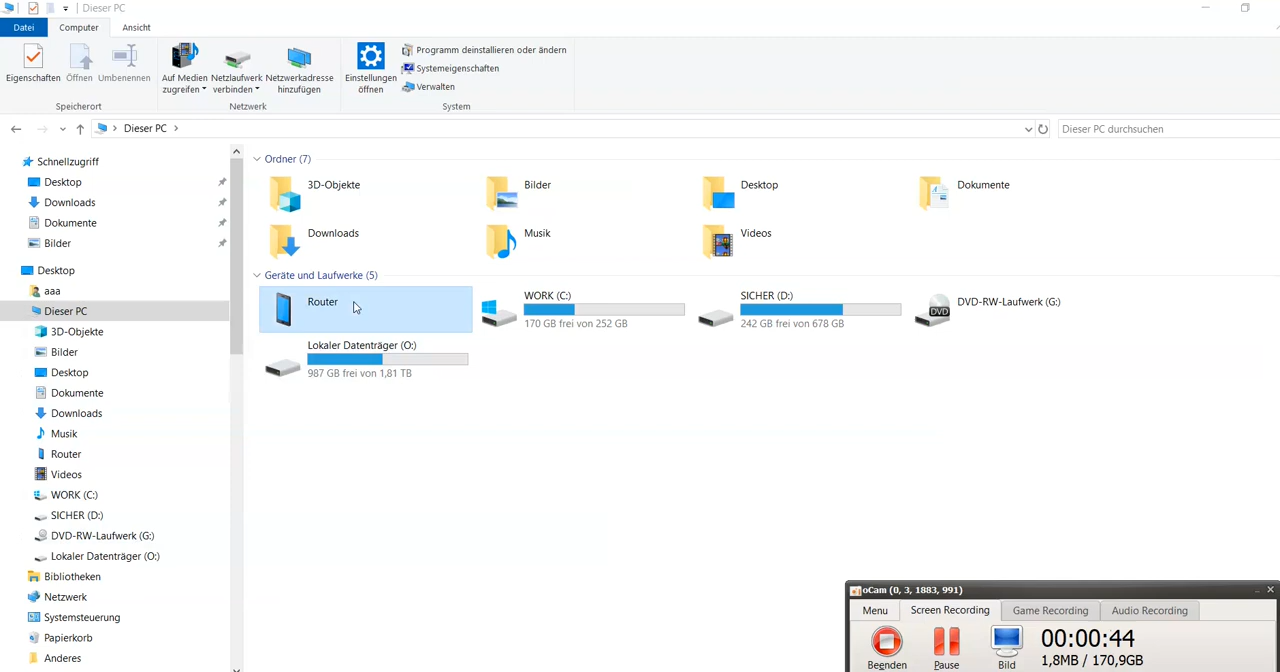 Dieser PC
Datei Computer Ansicht
Eigenschaften Öffnen Umbenennen Auf Medien zugreifen Netzlaufwerk verbinden Netzwerkadresse hinzufügen Einstellungen öffnen
Programm deinstallieren oder ändern
Systemeigenschaften
Verwalten
Speicherort Netzwerk System
Dieser PC
Dieser PC durchsuchen
Schnellzugriff
Desktop
Downloads
Dokumente
Bilder
Desktop
aaa
Dieser PC
3D-Objekte
Bilder
Desktop
Dokumente
Downloads
Musik
Router
Videos
WORK (C:)
SICHER (D:)
DVD-RW-Laufwerk (G:)
Lokaler Datenträger (O:)
Bibliotheken
Netzwerk
Systemsteuerung
Papierkorb
Anderes
Ordner (7)
3D-Objekte Bilder Desktop Dokumente
Downloads Musik Videos
Geräte und Laufwerke (5)
Router
WORK (C:)
170 GB frei von 252 GB
SICHER (D:)
242 GB frei von 678 GB
DVD-RW-Laufwerk (G:)
DVD
Lokaler Datenträger (O:)
987 GB frei von 1,81 TB
oCam (0, 3, 1883, 991)
Menu Screen Recording Game Recording Audio Recording
Beenden Pause Bild
00:00:44
1,8MB / 170,9GB